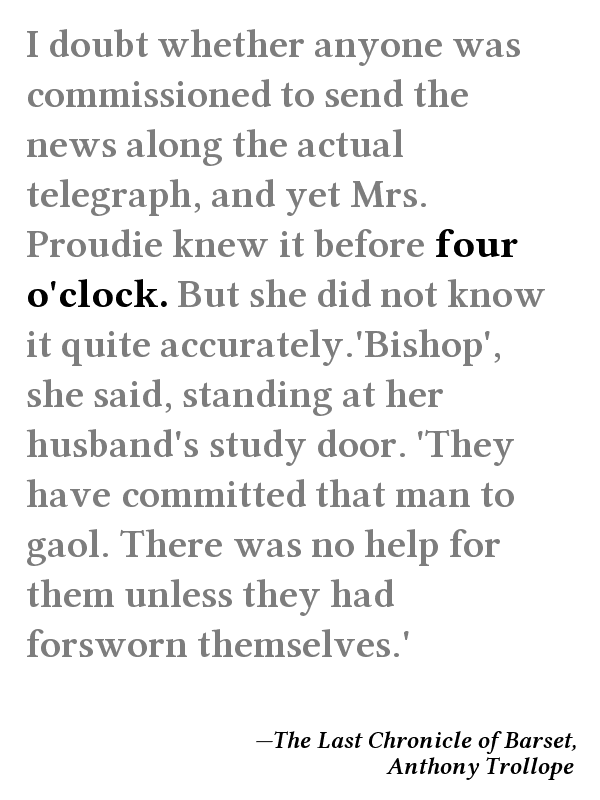 I doubt whether anyone was
commissioned to send the
news along the actual
telegraph, and yet Mrs.
Proudie knew it before four
o'clock. But she did not know
it quite accurately.'Bishop',
she said, standing at her
husband's study door. 'They
have committed that man to
gaol. There was no help for
them unless they had
forsworn themselves.'
—The Last Chronicle of Barset,
Anthony Trollope